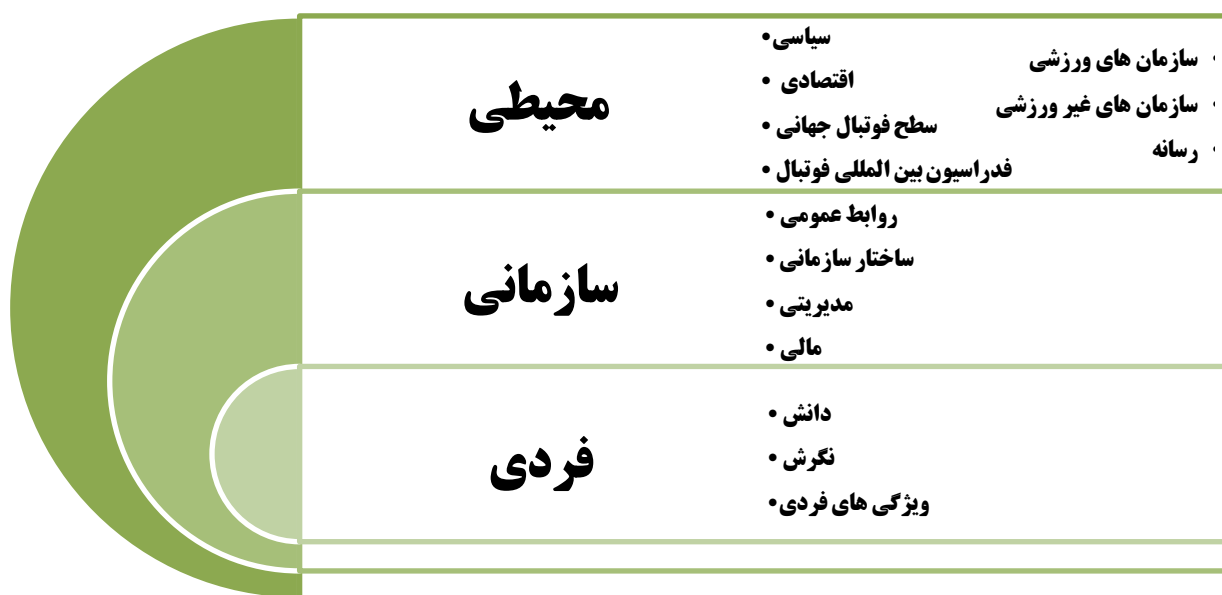 محیطی
• سازمان های ورزشی
• سازمان های غیر ورزشی
• رسانه
سیاسی •
اقتصادی •
سطح فوتبال جهانی •
فدراسیون بین المللی فوتبال •
سازمانی
روابط عمومی •
ساختار سازمانی •
مدیریتی •
مالی •
فردی
دانش •
نگرش •
ویژگی های فردی •